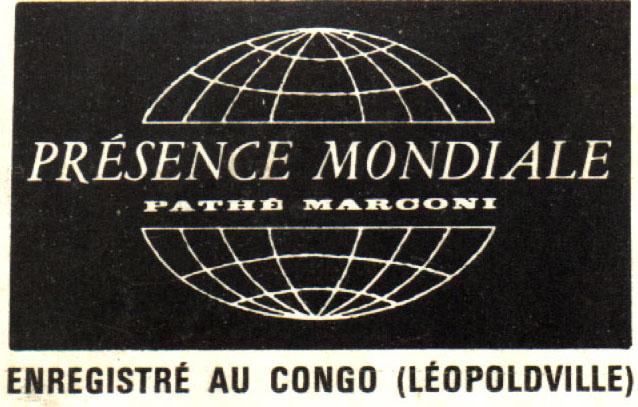 PRÉSENCE MONDIALE
PATHÉ MARCONI
ENREGISTRÉ AU CONGO (LÉOPOLDVILLE)